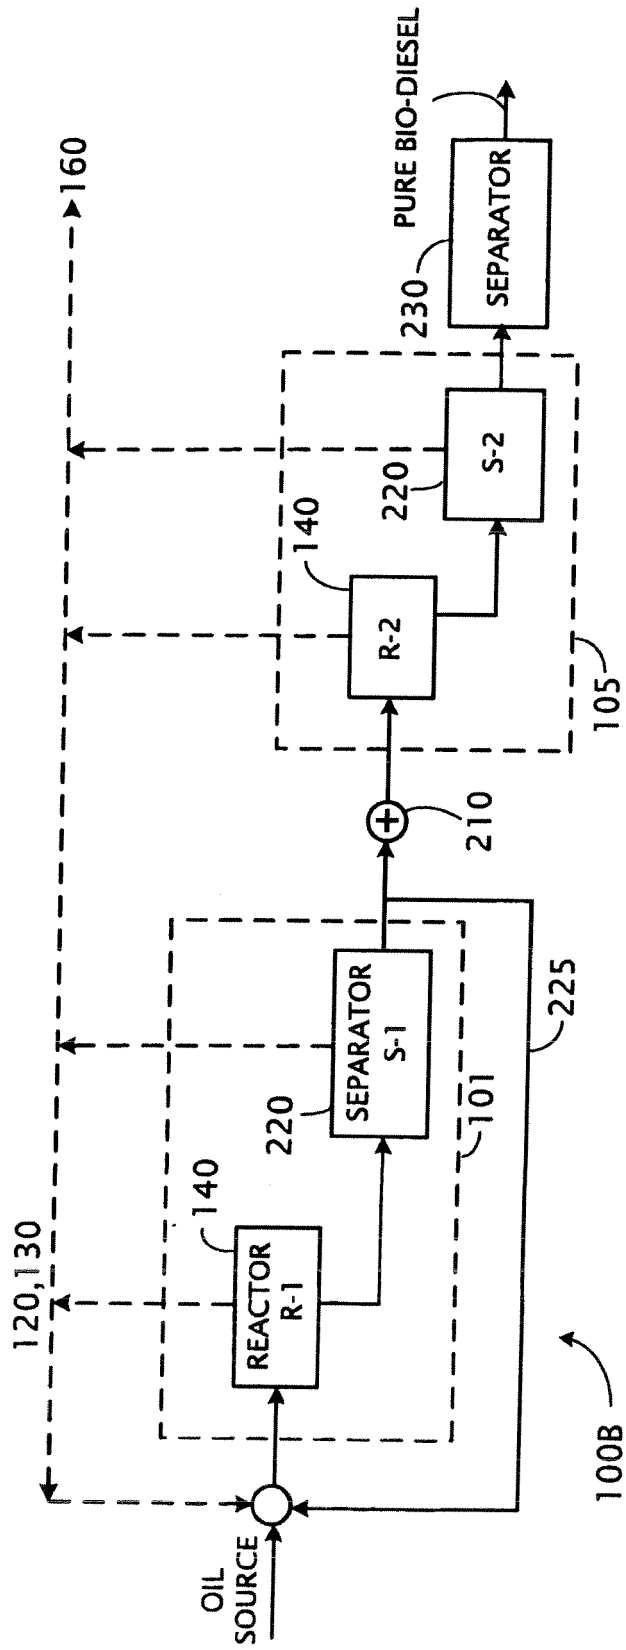 120,130
160
OIL
SOURCE
140
REACTOR
R-1
220
SEPARATOR
S-1
101
225
210
140
R-2
220
S-2
105
230
SEPARATOR
PURE BIO-DIESEL
100B